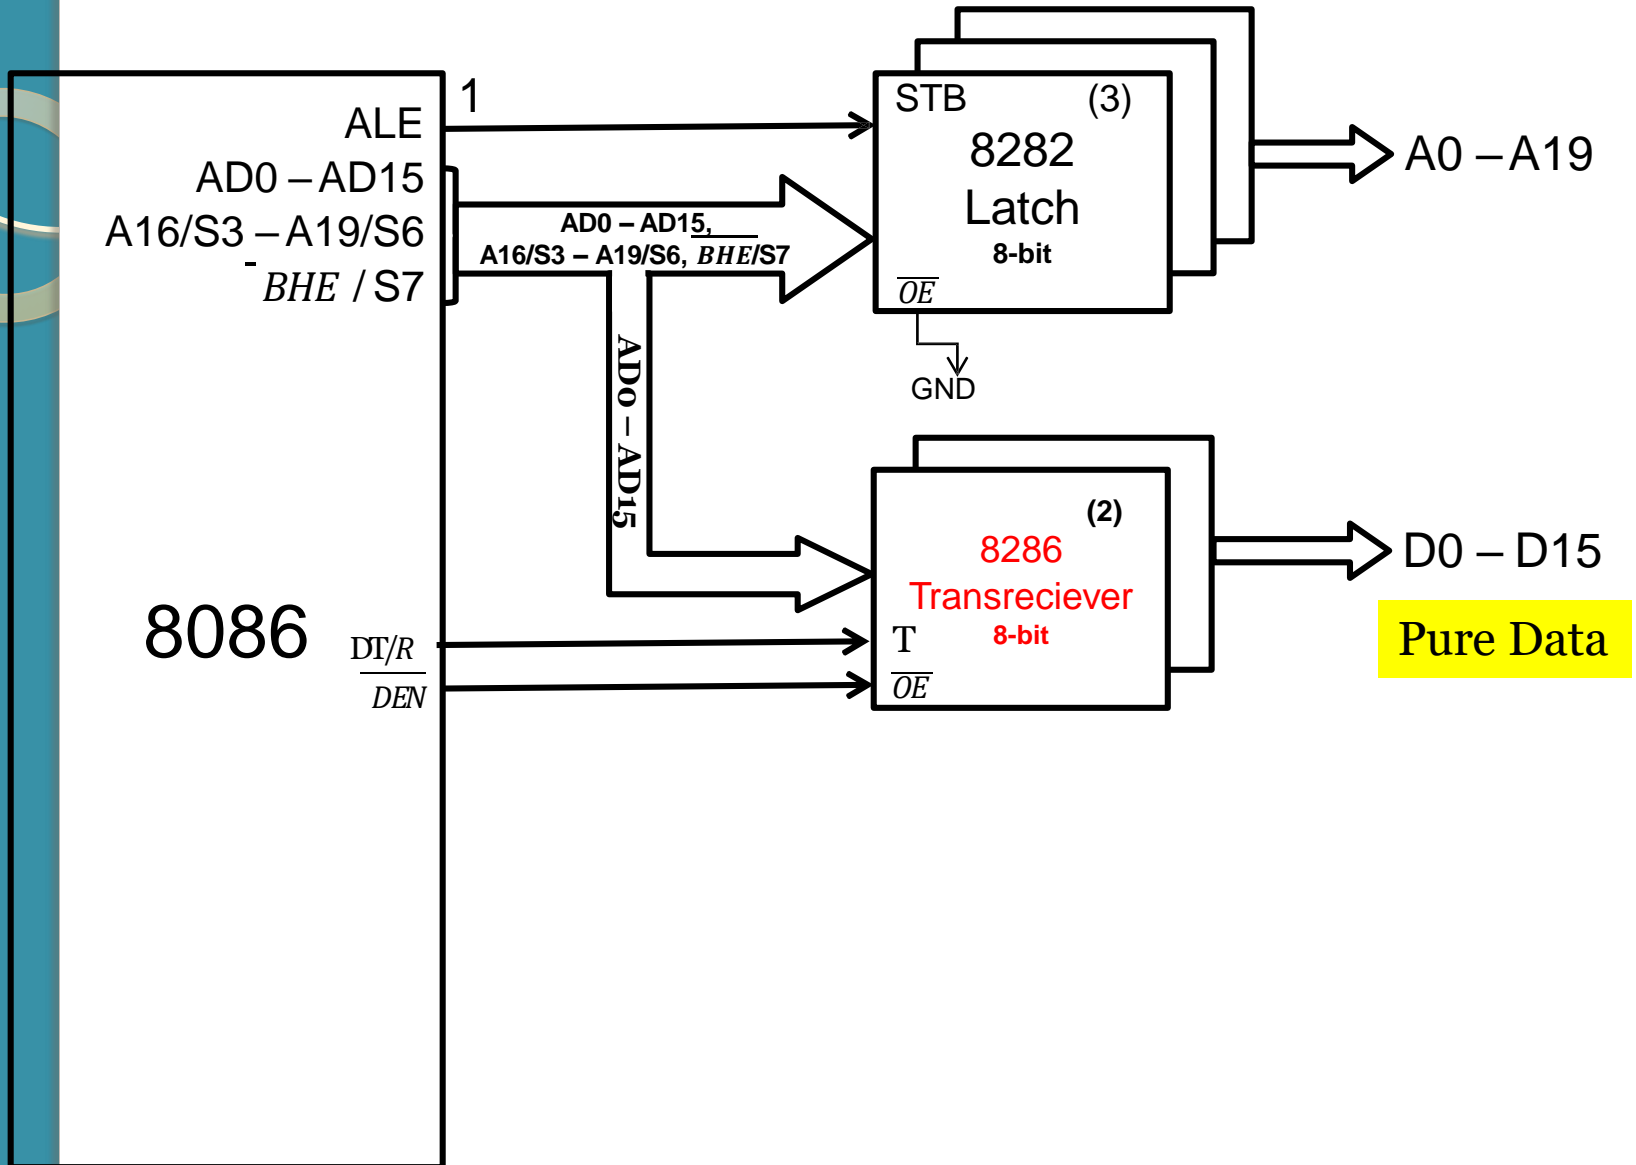 1
ALE
AD0 – AD15
A16/S3 – A19/S6
BHE / S7
8086
DT/R
DEN
AD0 – AD15,
A16/S3 – A19/S6, BHE/S7
AD0 – AD15
STB (3)
8282
Latch
8-bit
OE
GND
A0 – A19
(2)
8286
Transreciever
8-bit
T
OE
D0 – D15
Pure Data